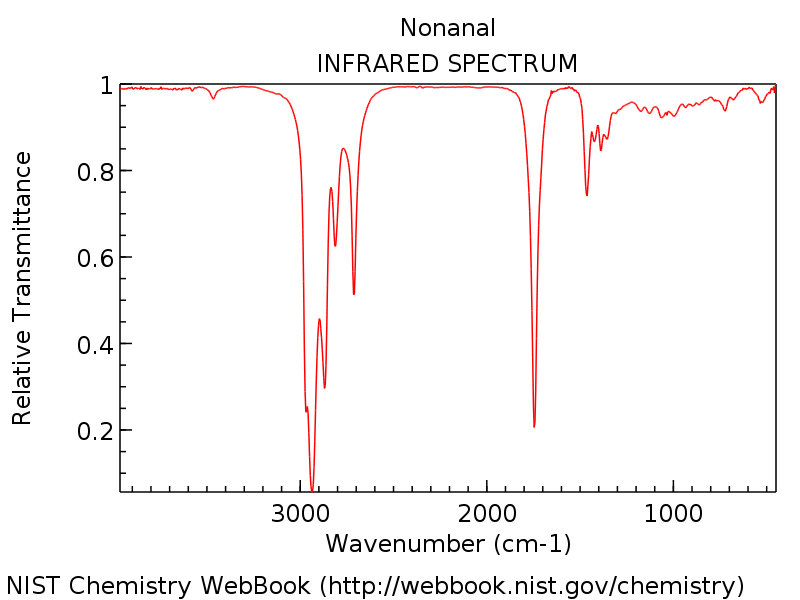 Nonanal
INFRARED SPECTRUM
1
0.8
0.6
0.4
0.2
Relative Transmittance
3000 2000 1000
Wavenumber (cm-1)
NIST Chemistry WebBook (http://webbook.nist.gov/chemistry)